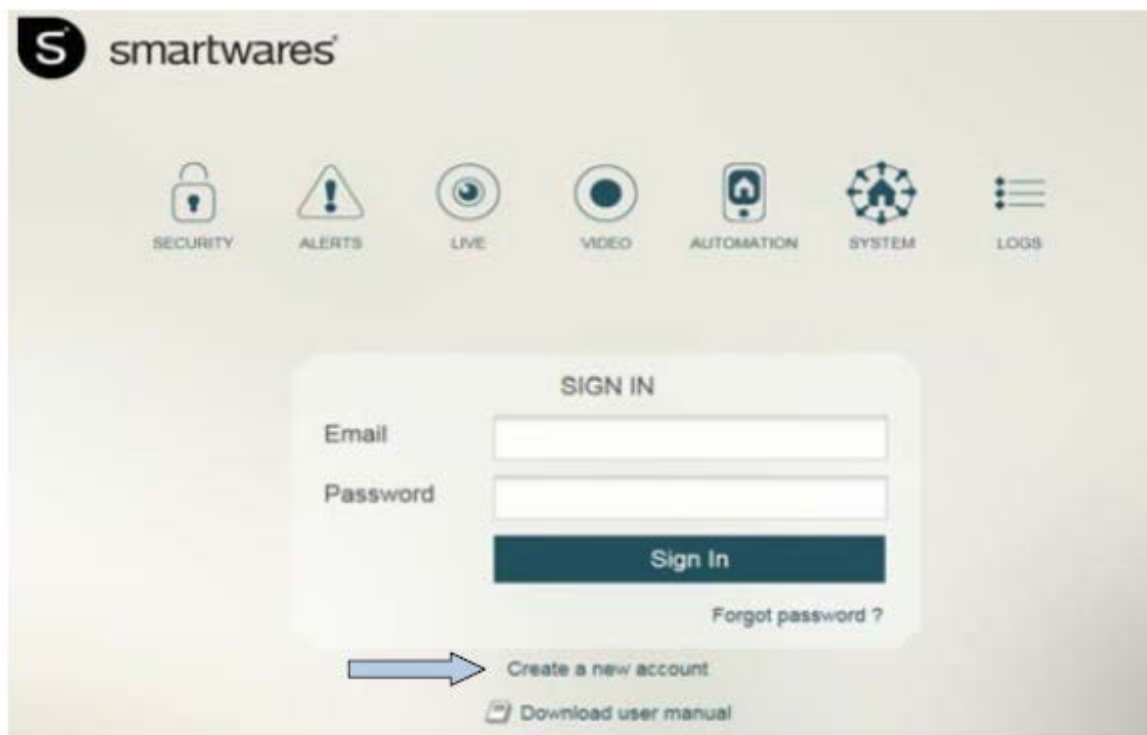 S smartwares®
SECURITY ALERTS LIVE VIDEO AUTOMATION SYSTEM LOGS
SIGN IN
Email
Password
Sign In
Forgot password ?
Create a new account
Download user manual